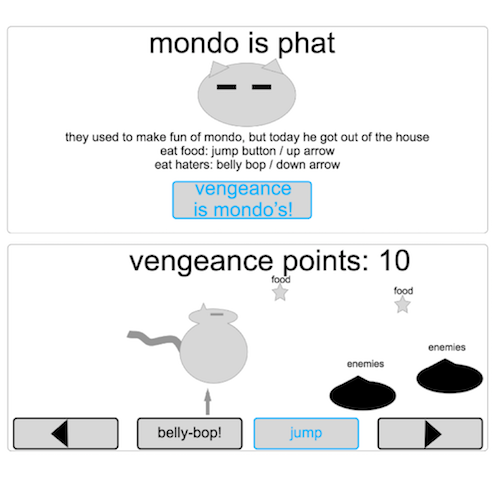 mondo is phat
they used to make fun of mondo, but today he got out of the house
eat food: jump button / up arrow
eat haters: belly bop / down arrow
vengeance
is mondo's!
vengeance points: 10
food
food
enemies
enemies
belly-bop!
jump